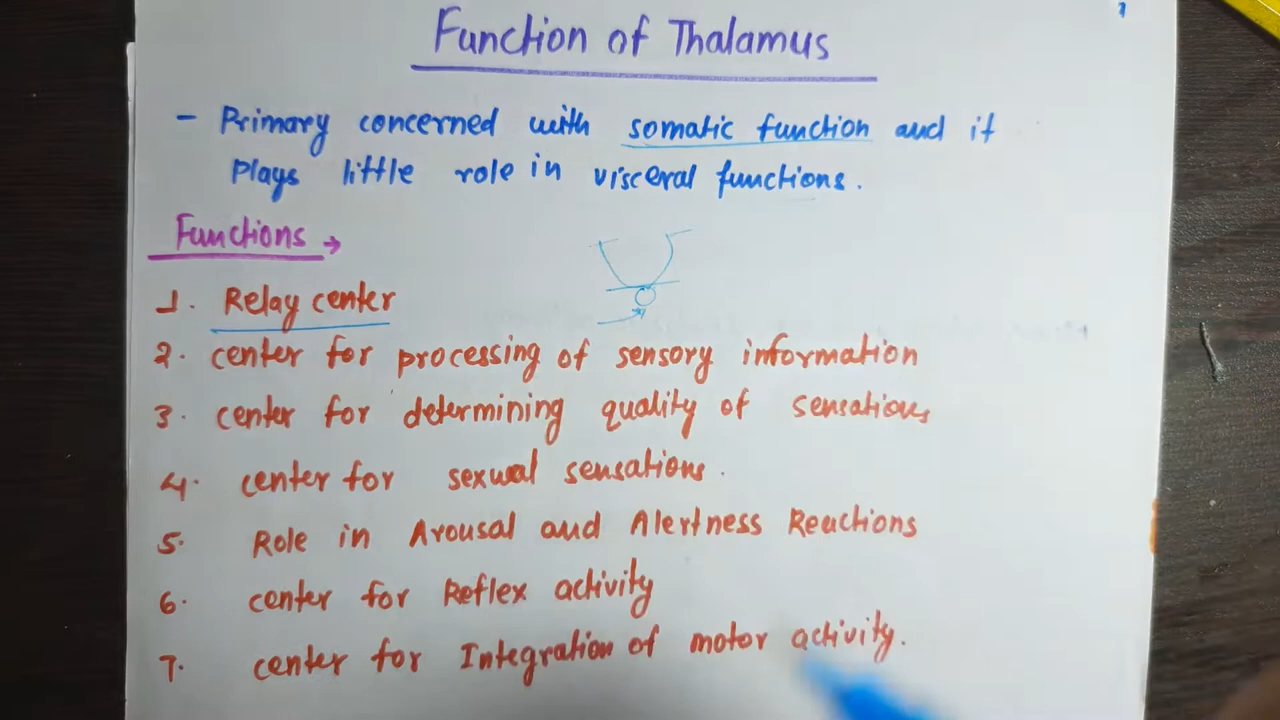 Function of Thalamus
- Primary concerned with somatic function and it
Plays little role in visceral functions.
Functions →
1. Relay center
2. center for processing of sensory information
3. center for determining quality of sensations
4. center for sexual sensations.
5. Role in Arousal and Alertness Reactions
6. center for Reflex activity
7. center for Integration of motor activity.